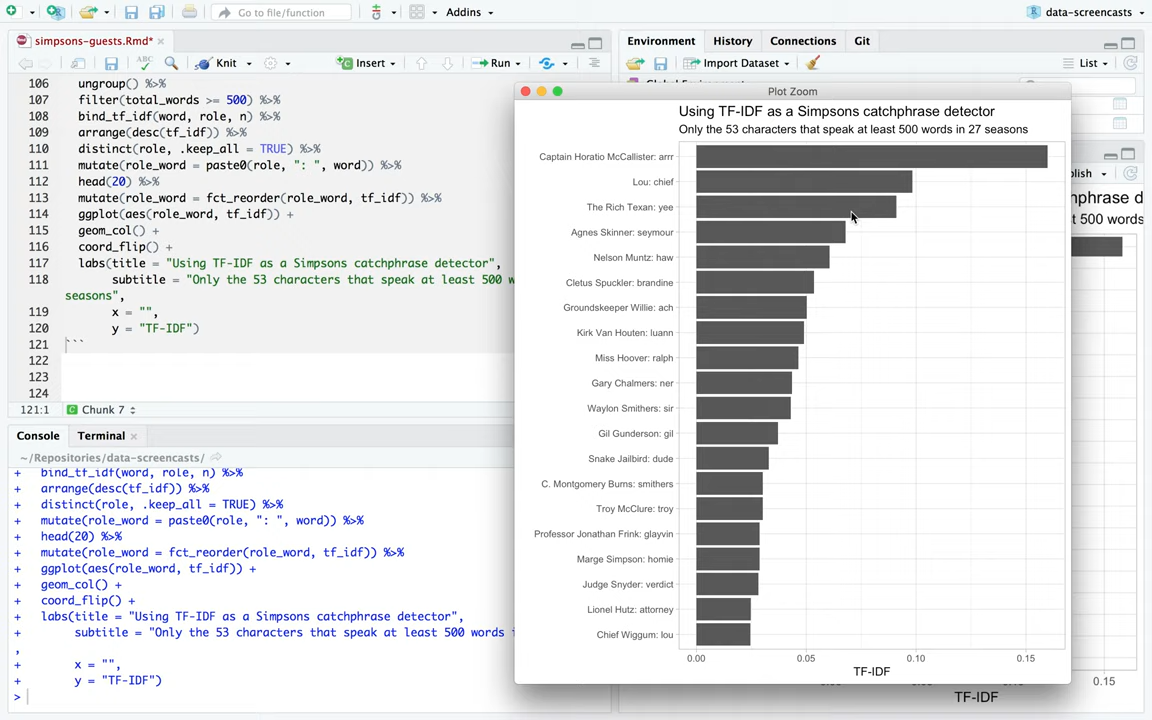 Go to file/function
Addins
data-screencasts
simpsons-guests.Rmd*
Knit
Insert
Run
106 ungroup() %>%
107 filter(total_words >= 500) %>%
108 bind_tf_idf(word, role, n) %>%
109 arrange(desc(tf_idf)) %>%
110 distinct(role, .keep_all = TRUE) %>%
111 mutate(role_word = paste0(role, ": ", word)) %>%
112 head(20) %>%
113 mutate(role_word = fct_reorder(role_word, tf_idf)) %>%
114 ggplot(aes(role_word, tf_idf)) +
115 geom_col() +
116 coord_flip() +
117 labs(title = "Using TF-IDF as a Simpsons catchphrase detector",
118 subtitle = "Only the 53 characters that speak at least 500 w
seasons",
119 x = "",
120 y = "TF-IDF")
121 ```
122
123
124
121:1 Chunk 7
Console Terminal
~/Repositories/data-screencasts/
+ bind_tf_idf(word, role, n) %>%
+ arrange(desc(tf_idf)) %>%
+ distinct(role, .keep_all = TRUE) %>%
+ mutate(role_word = paste0(role, ": ", word)) %>%
+ head(20) %>%
+ mutate(role_word = fct_reorder(role_word, tf_idf)) %>%
+ ggplot(aes(role_word, tf_idf)) +
+ geom_col() +
+ coord_flip() +
+ labs(title = "Using TF-IDF as a Simpsons catchphrase detector",
+ subtitle = "Only the 53 characters that speak at least 500 words
,
+ x = "",
+ y = "TF-IDF")
>
Environment History Connections Git
Import Dataset
List
Plot Zoom
Using TF-IDF as a Simpsons catchphrase detector
Only the 53 characters that speak at least 500 words in 27 seasons
Captain Horatio McCallister: arrr
Lou: chief
The Rich Texan: yee
Agnes Skinner: seymour
Nelson Muntz: haw
Cletus Spuckler: brandine
Groundskeeper Willie: ach
Kirk Van Houten: luann
Miss Hoover: ralph
Gary Chalmers: ner
Waylon Smithers: sir
Gil Gunderson: gil
Snake Jailbird: dude
C. Montgomery Burns: smithers
Troy McClure: troy
Professor Jonathan Frink: glayvin
Marge Simpson: homie
Judge Snyder: verdict
Lionel Hutz: attorney
Chief Wiggum: lou
0.00 0.05 0.10 0.15
TF-IDF
blish
hphrase d
t 500 words
0.15
TF-IDF